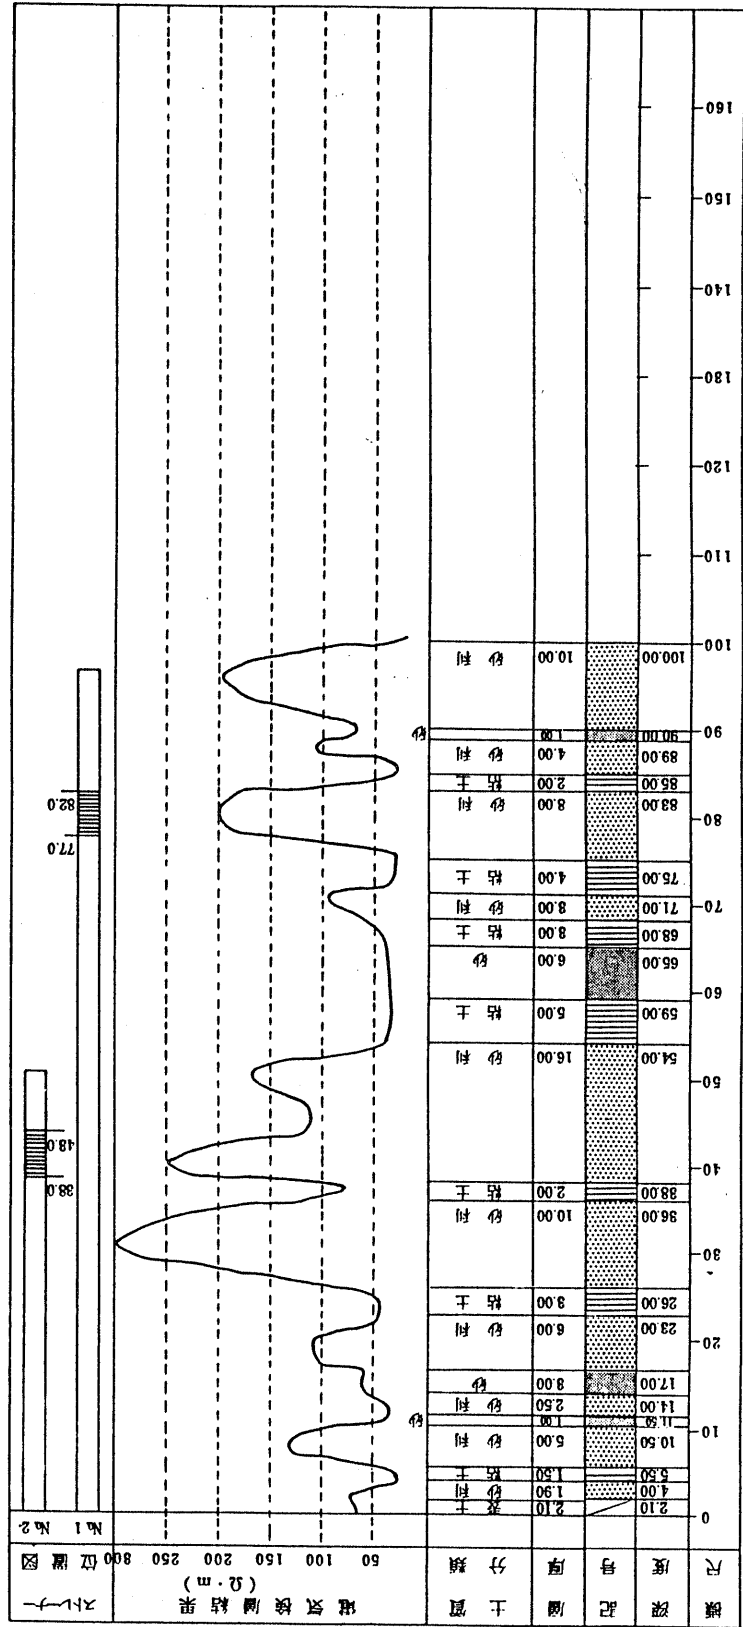 標尺 深度 記号 層厚 土質分類 電気検層結果 ストレーナー
(Ω・m) 位置図
50 100 150 200 250 300
No.1 No.2
0
2.10 2.10 表土
4.00 1.90 砂利
5.50 1.50 粘土
10
10.50 5.00 砂利
11.50 1.00 砂
14.00 2.50 砂利
17.00 3.00 砂
20
23.00 6.00 砂利
26.00 3.00 粘土
30
36.00 10.00 砂利
38.00 2.00 粘土
38.0
40
43.0
50
54.00 16.00 砂利
59.00 5.00 粘土
60
65.00 6.00 砂
68.00 3.00 粘土
70
71.00 3.00 砂利
75.00 4.00 粘土
77.0
80
82.0
83.00 8.00 砂利
85.00 2.00 粘土
89.00 4.00 砂利
90
90.00 1.00 砂
100
100.00 10.00 砂利
110
120
130
140
150
160